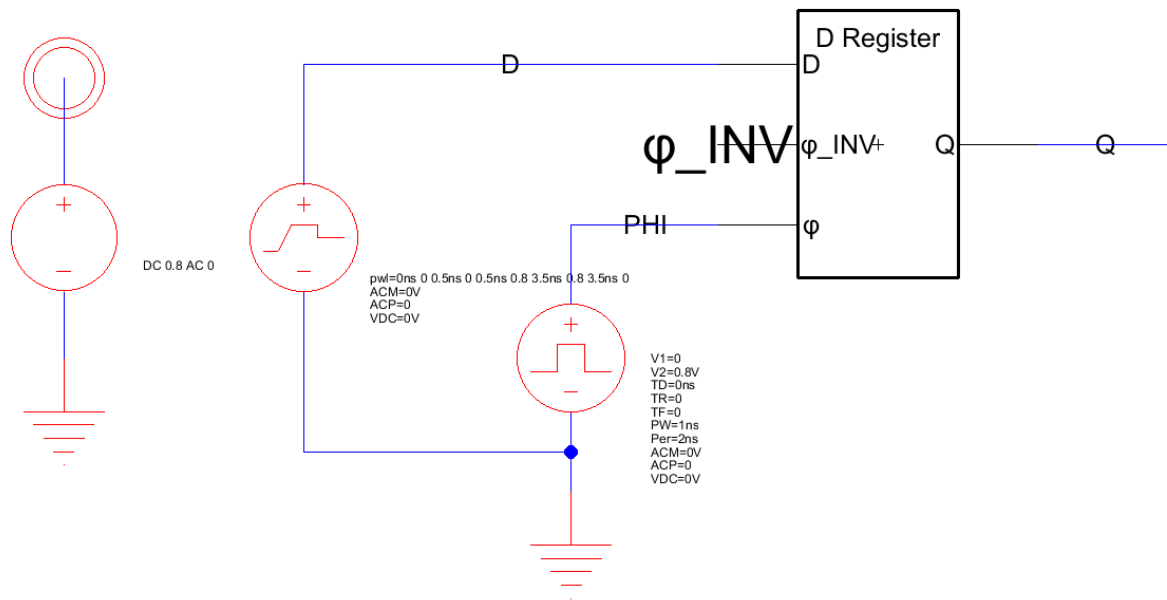 D Register
D
D
φ_INV
φ_INV
Q
Q
PHI
φ
+
-
DC 0.8 AC 0
+
-
pwl=0ns 0 0.5ns 0 0.5ns 0.8 3.5ns 0.8 3.5ns 0
ACM=0V
ACP=0
VDC=0V
+
-
V1=0
V2=0.8V
TD=0ns
TR=0
TF=0
PW=1ns
Per=2ns
ACM=0V
ACP=0
VDC=0V